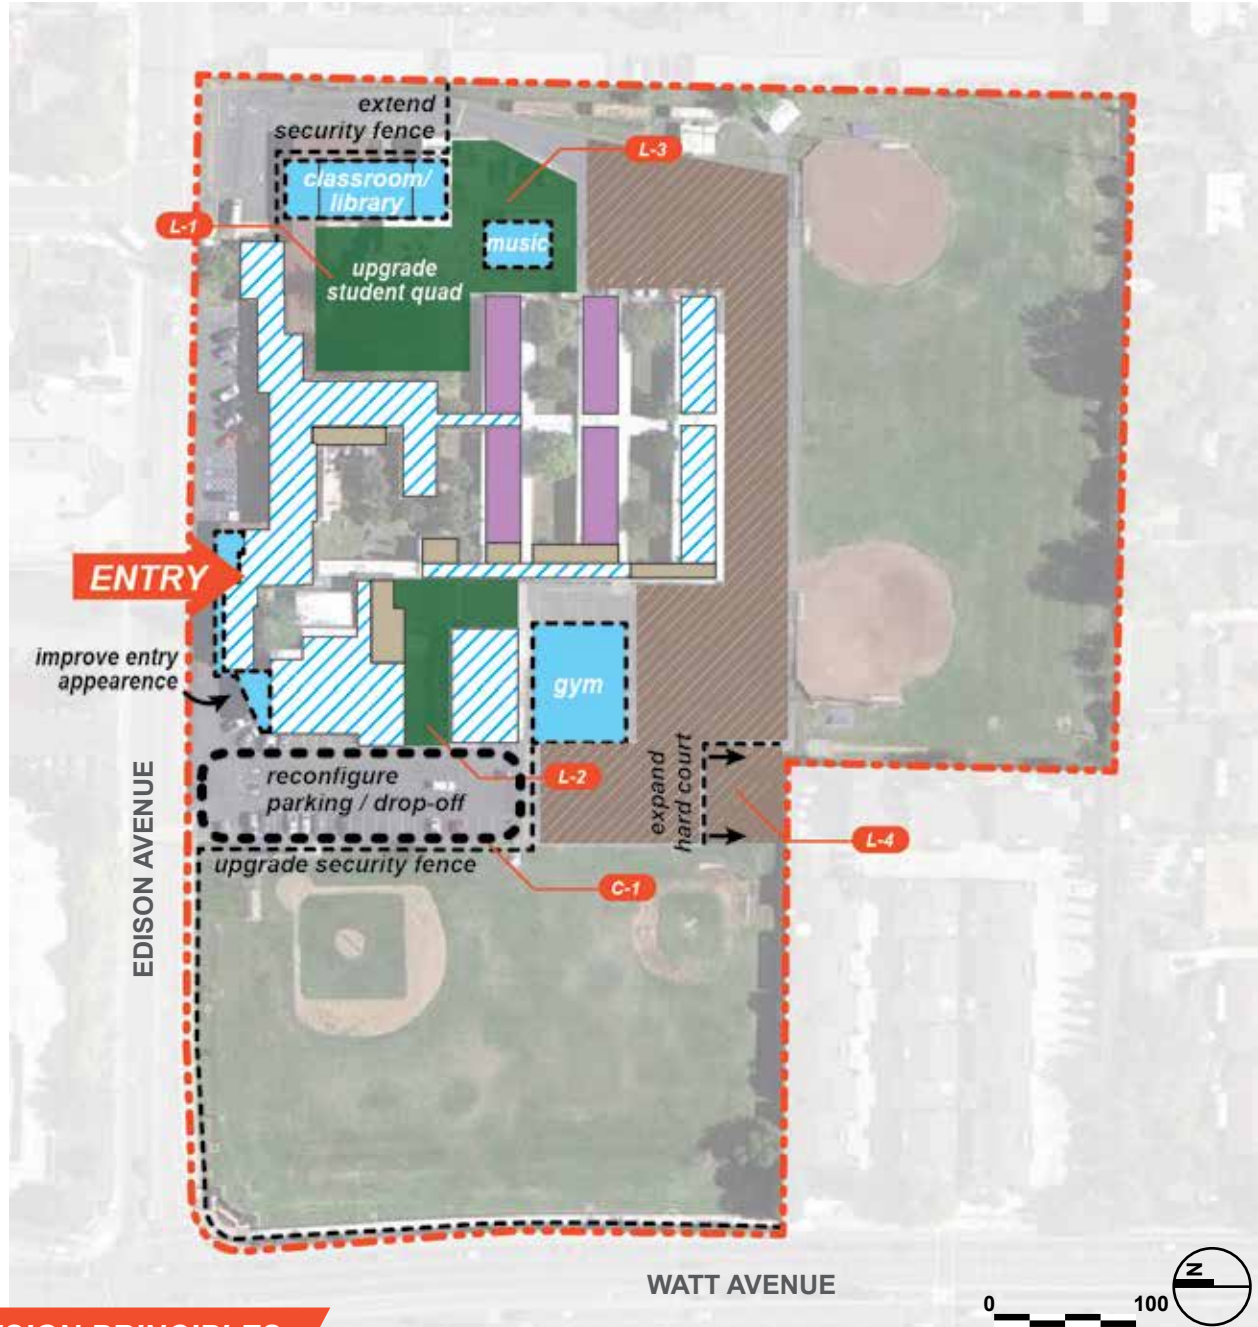 extend
security fence
L-3
classroom/
library
L-1
music
upgrade
student quad
ENTRY
improve entry
appearence
gym
reconfigure
parking / drop-off
L-2
expand
hard court
L-4
upgrade security fence
C-1
EDISON AVENUE
WATT AVENUE
0
100
N